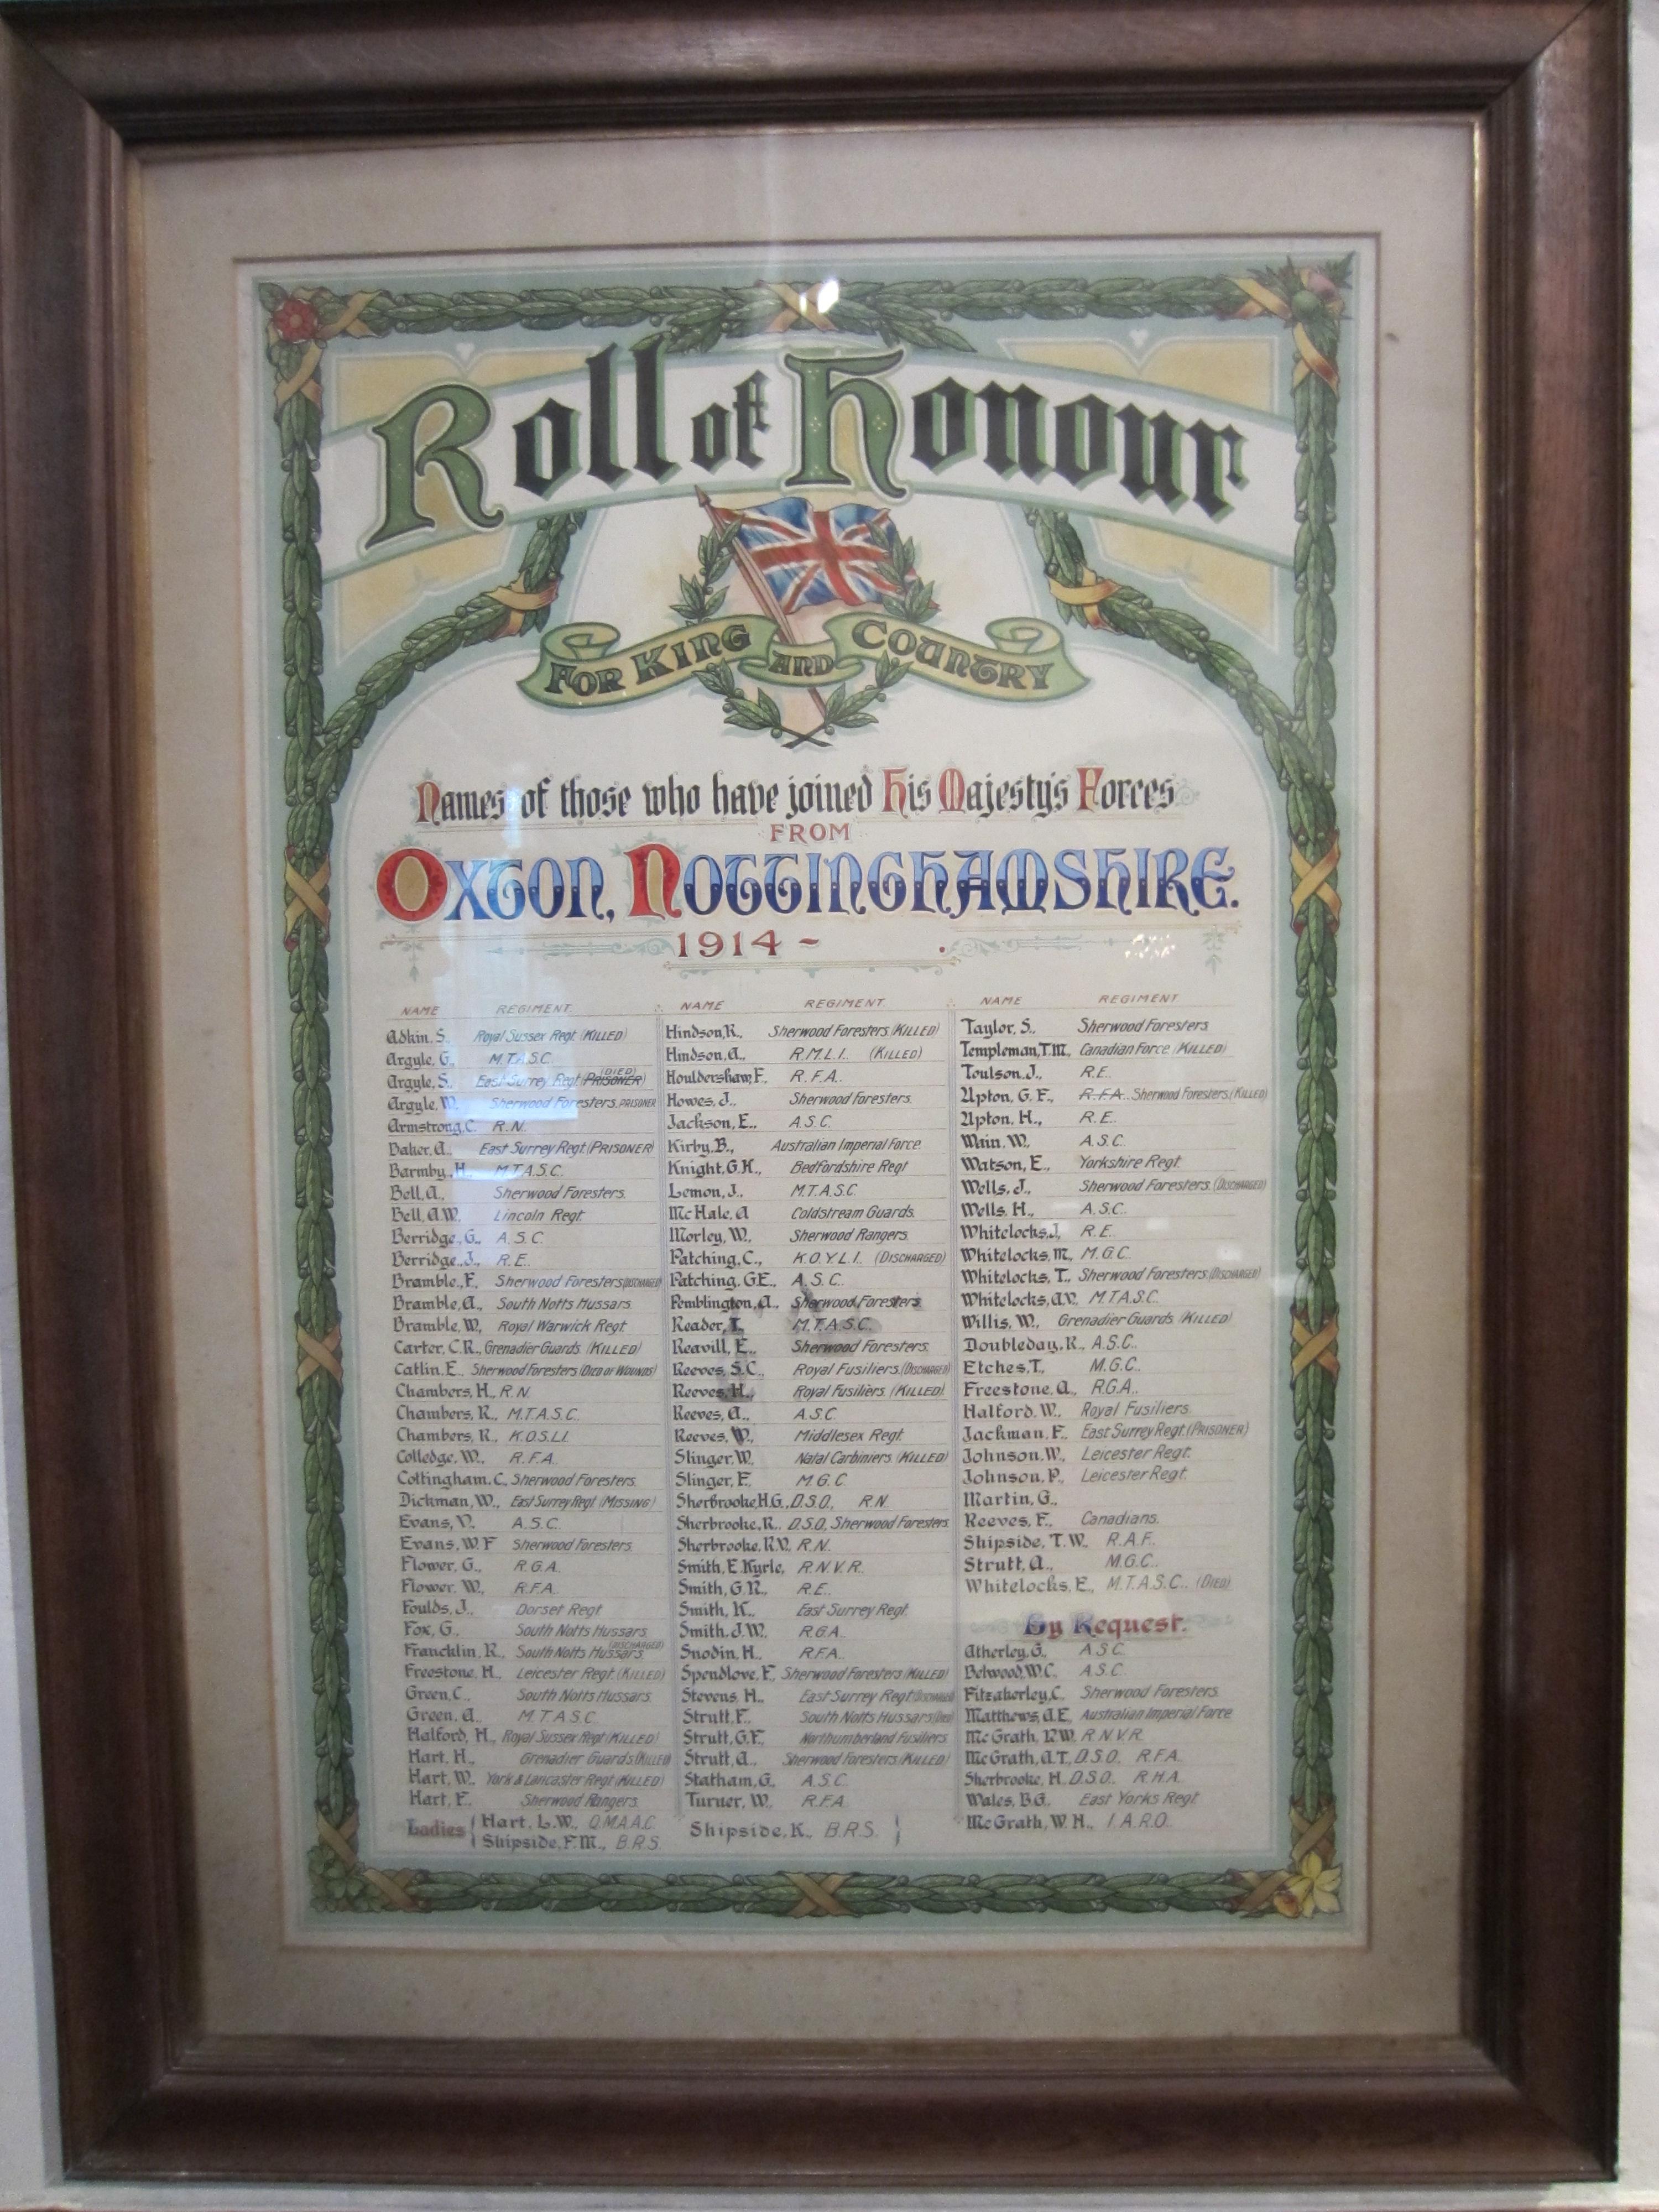 Roll of Honour
FOR KING AND COUNTRY
Names of those who have joined His Majesty's Forces
FROM
OXTON, NOTTINGHAMSHIRE.
1914 -
NAME REGIMENT.
Adkin, S. Royal Sussex Regt. (KILLED)
Argyle, G., M.T.A.S.C.
Argyle, S., East Surrey Regt. (PRISONER) (DIED)
Argyle, W. Sherwood Foresters. PRISONER
Armstrong, C. R.N.
Baker, A., East Surrey Regt. (PRISONER)
Barmby, H., M.T.A.S.C.
Bell, A., Sherwood Foresters.
Bell, A.W. Lincoln Regt.
Berridge, G., A.S.C.
Berridge, J., R.E.
Bramble, F., Sherwood Foresters (DISCHARGED)
Bramble, A., South Notts Hussars.
Bramble, W., Royal Warwick Regt.
Carter, C.R., Grenadier Guards. (KILLED)
Catlin, E. Sherwood Foresters (DIED OF WOUNDS)
Chambers, H., R.N.
Chambers, R., M.T.A.S.C.
Chambers, R., K.O.S.L.I.
Colledge, W., R.F.A.
Cottingham, C., Sherwood Foresters.
Dickman, W., East Surrey Regt. (MISSING)
Evans, V., A.S.C.
Evans, W.F. Sherwood Foresters.
Flower, G., R.G.A.
Flower, W., R.F.A.
Foulds, J., Dorset Regt.
Fox, G., South Notts Hussars.
Francklin, R., South Notts Hussars. (DISCHARGED)
Freestone, H., Leicester Regt. (KILLED)
Green, C., South Notts Hussars.
Green, A., M.T.A.S.C.
Halford, H., Royal Sussex Regt (KILLED)
Hart, H., Grenadier Guards (KILLED)
Hart, W. York & Lancaster Regt (KILLED)
Hart, F. Sherwood Rangers.
NAME REGIMENT
Hindson, R., Sherwood Foresters. (KILLED)
Hindson, A., R.M.L.I. (KILLED)
Houldershaw, F., R.F.A.
Howes, J., Sherwood Foresters.
Jackson, E., A.S.C.
Kirby, B., Australian Imperial Force.
Knight, G.H., Bedfordshire Regt
Lemon, J., M.T.A.S.C.
McHale, A Coldstream Guards.
Morley, W., Sherwood Rangers.
Patching, C., K.O.Y.L.I. (DISCHARGED)
Patching, G.E., A.S.C.
Pemblington, A., Sherwood Foresters.
Reader, T. M.T.A.S.C.
Reavill, E., Sherwood Foresters.
Reeves, S.C., Royal Fusiliers. (DISCHARGED)
Reeves, H., Royal Fusiliers. (KILLED).
Reeves, A., A.S.C.
Reeves, W., Middlesex Regt.
Slinger, W. Natal Carbiniers. (KILLED)
Slinger, F. M G C
Sherbrooke, H.G., D.S.O., R.N.
Sherbrooke, R., D.S.O, Sherwood Foresters.
Sherbrooke, R.V., R.N.
Smith, E. Kyrle, R.N.V.R.
Smith, G.R., R.E.
Smith, K., East Surrey Regt.
Smith, J.W., R.G.A.
Snodin, H., R.F.A.
Spendlove, F., Sherwood Foresters (KILLED)
Stevens, H., East Surrey Regt (DISCHARGED)
Strutt, F., South Notts Hussars (DIED)
Strutt, G.F., Northumberland Fusiliers.
Strutt, A., Sherwood Foresters (KILLED)
Statham, G. A.S.C.
Turner, W. R.F.A.
NAME REGIMENT
Taylor, S., Sherwood Foresters
Templeman, T.M., Canadian Force. (KILLED)
Toulson, J., R.E.
Upton, G.F., R.F.A. Sherwood Foresters (KILLED)
Upton, H., R.E.
Wain, W., A.S.C.
Watson, E., Yorkshire Regt.
Wells, J., Sherwood Foresters. (DISCHARGED)
Wells, H., A.S.C.
Whitelocks, J. R.E.
Whitelocks, M., M.G.C.
Whitelocks, T., Sherwood Foresters. (DISCHARGED)
Whitelocks, A.V. M.T.A.S.C.
Willis, W., Grenadier Guards. (KILLED)
Doubleday, R., A.S.C.
Etches, T., M.G.C.
Freestone, A., R.G.A.
Halford, W., Royal Fusiliers.
Jackman, F., East Surrey Regt. (PRISONER)
Johnson, W., Leicester Regt.
Johnson, P., Leicester Regt.
Martin, G.,
Reeves, F., Canadians.
Shipside, T.W. R.A.F.
Strutt, A., M.G.C.
Whitelocks, E., M.T.A.S.C. (DIED)
By Request.
Atherley, G. A.S.C.
Belwood, W.C. A.S.C.
Fitzaherley, C. Sherwood Foresters.
Matthews, A.E. Australian Imperial Force
McGrath, R.W. R.N.V.R.
McGrath, A.T., D.S.O. R.F.A.
Sherbrooke, H. D.S.O. R.H.A.
Wales, B.G. East Yorks Regt
McGrath, W.H., I.A.R.O.
Ladies
Hart, L.W., Q.M.A.A.C.
Shipside, F.M., B.R.S.
Shipside, K., B.R.S.